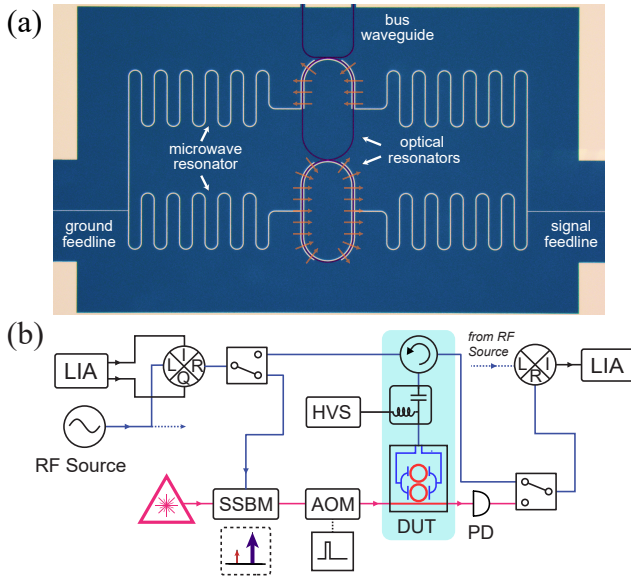 (a)
bus
waveguide
microwave
resonator
optical
resonators
ground
feedline
signal
feedline
(b)
LIA
L I R Q
RF Source
HVS
from RF
Source
L I R
LIA
SSBM
AOM
DUT
PD